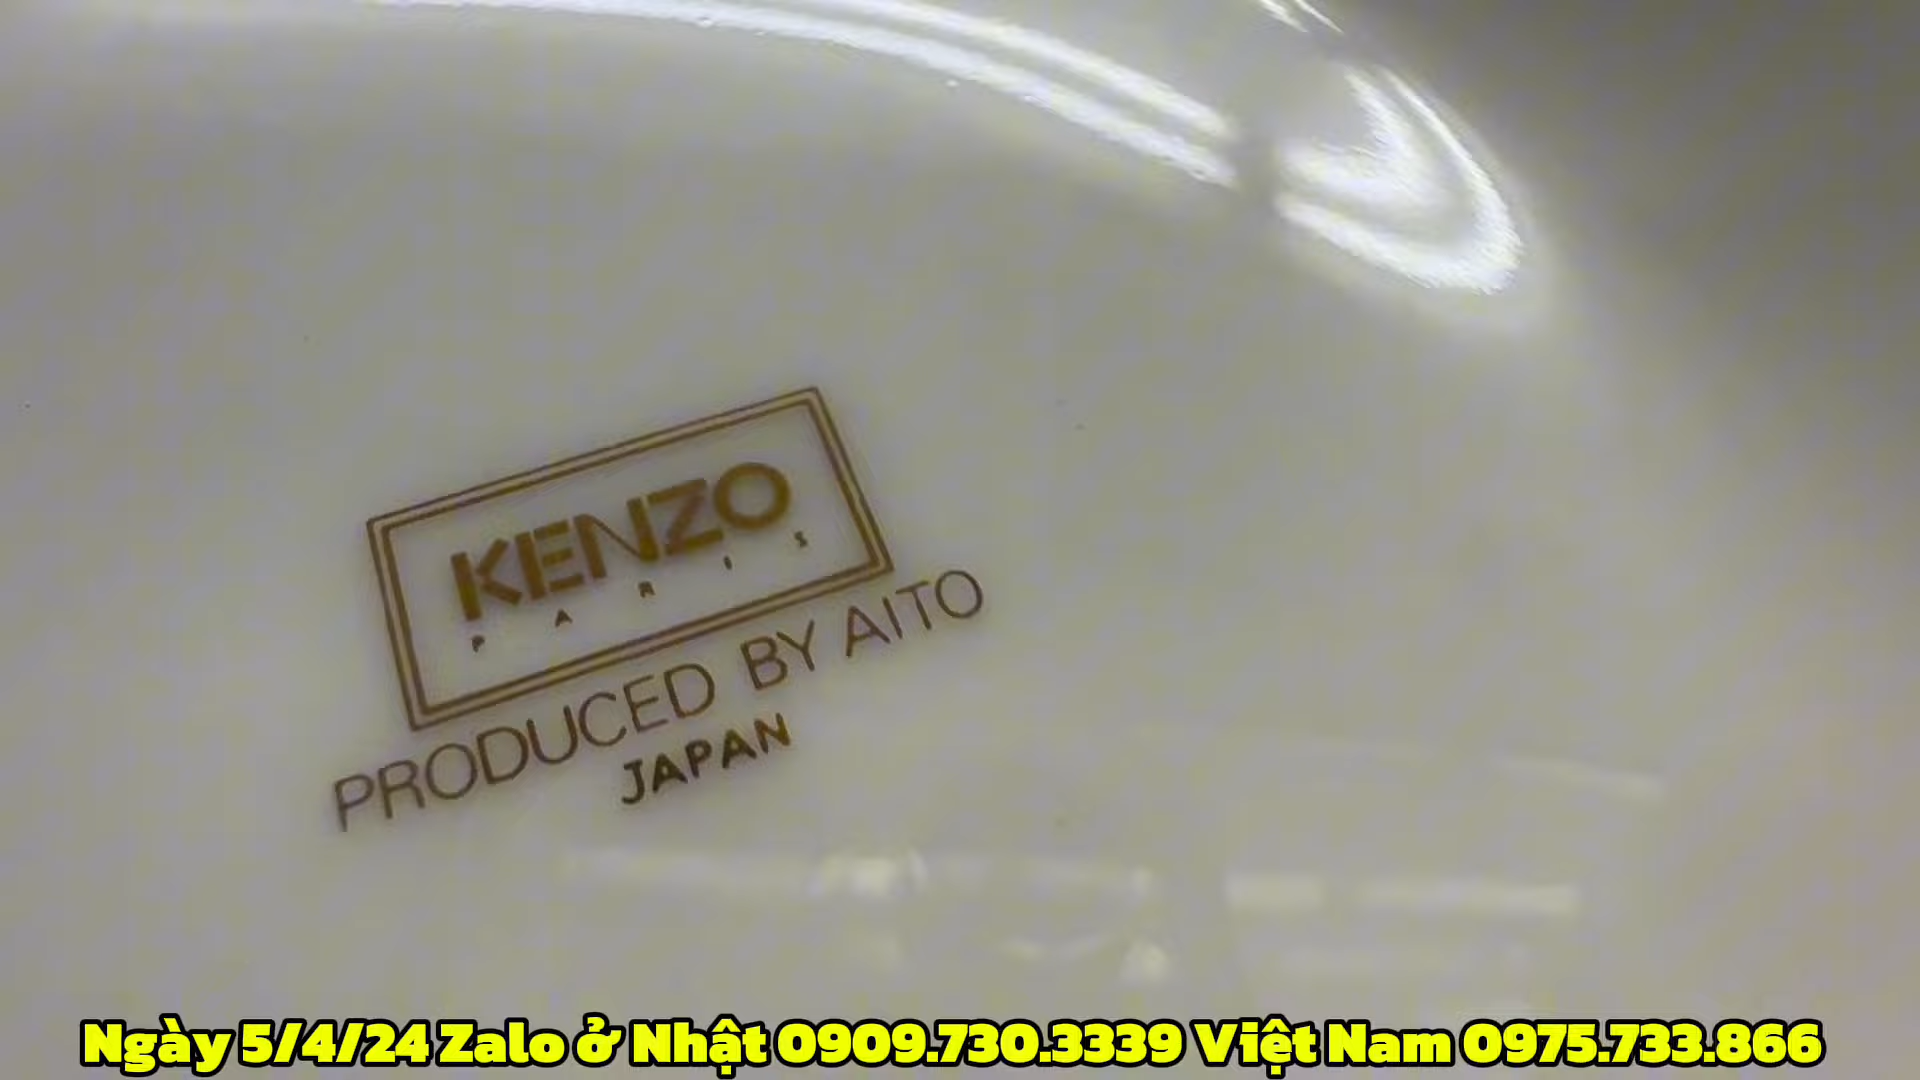 KENZO
PARIS
PRODUCED BY AITO
JAPAN
Ngày 5/4/24 Zalo ở Nhật 0909.730.3339 Việt Nam 0975.733.866